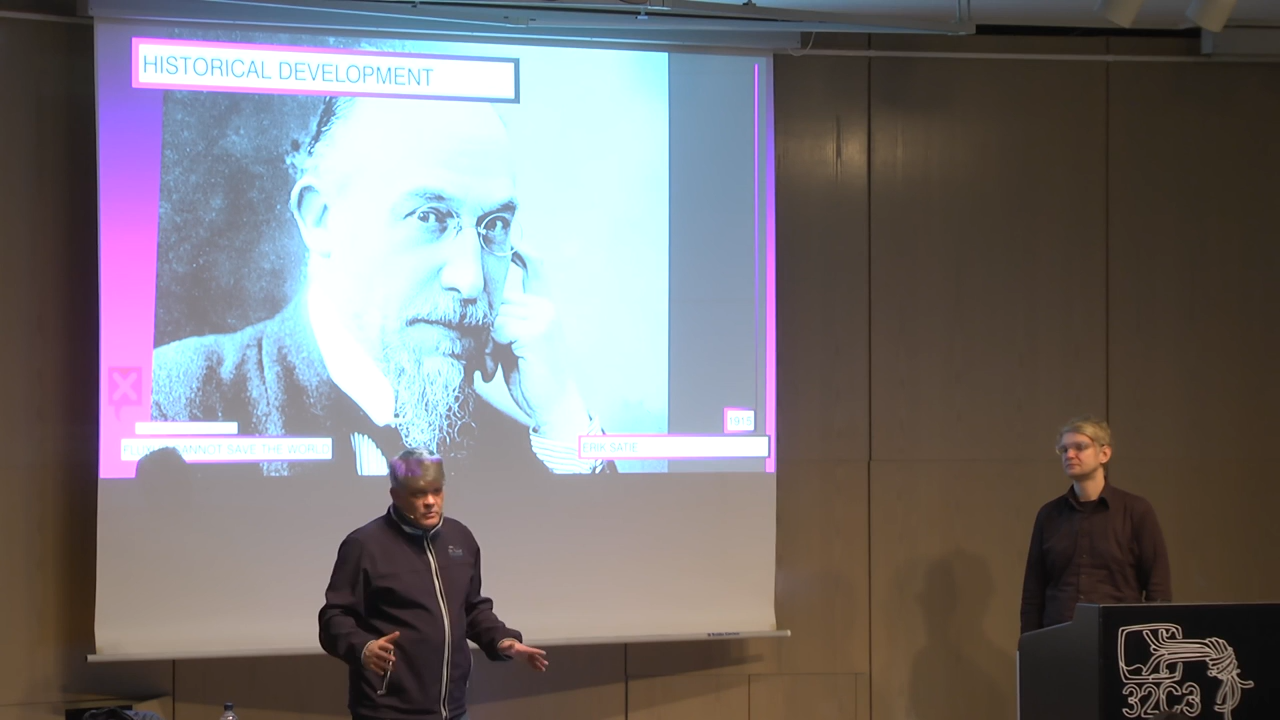 HISTORICAL DEVELOPMENT
CANNOT SAVE THE WORLD
1918
ERIK SATIE
32C3